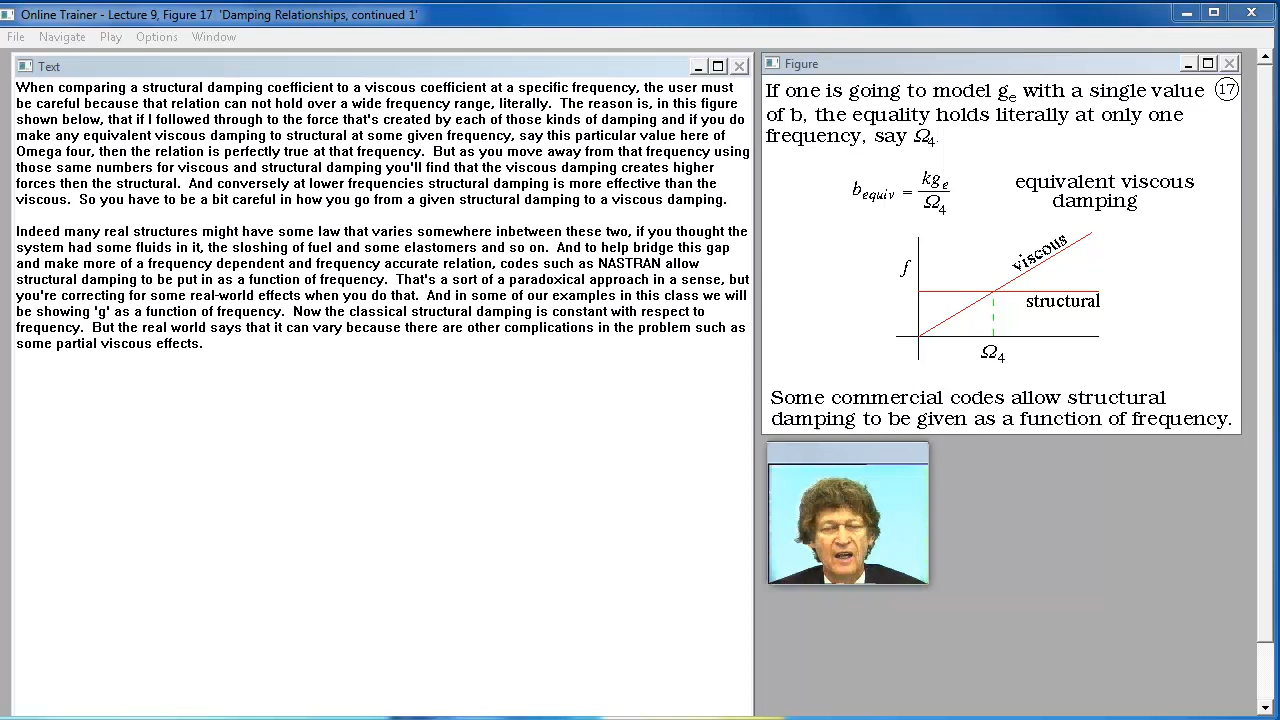 Online Trainer - Lecture 9, Figure 17 'Damping Relationships, continued 1'
File Navigate Play Options Window
Text
When comparing a structural damping coefficient to a viscous coefficient at a specific frequency, the user must
be careful because that relation can not hold over a wide frequency range, literally. The reason is, in this figure
shown below, that if I followed through to the force that's created by each of those kinds of damping and if you do
make any equivalent viscous damping to structural at some given frequency, say this particular value here of
Omega four, then the relation is perfectly true at that frequency. But as you move away from that frequency using
those same numbers for viscous and structural damping you'll find that the viscous damping creates higher
forces then the structural. And conversely at lower frequencies structural damping is more effective than the
viscous. So you have to be a bit careful in how you go from a given structural damping to a viscous damping.
Indeed many real structures might have some law that varies somewhere inbetween these two, if you thought the
system had some fluids in it, the sloshing of fuel and some elastomers and so on. And to help bridge this gap
and make more of a frequency dependent and frequency accurate relation, codes such as NASTRAN allow
structural damping to be put in as a function of frequency. That's a sort of a paradoxical approach in a sense, but
you're correcting for some real-world effects when you do that. And in some of our examples in this class we will
be showing 'g' as a function of frequency. Now the classical structural damping is constant with respect to
frequency. But the real world says that it can vary because there are other complications in the problem such as
some partial viscous effects.
Figure
If one is going to model gₑ with a single value 17
of b, the equality holds literally at only one
frequency, say Ω₄.
b_equiv = kgₑ / Ω₄
equivalent viscous
damping
f
viscous
structural
Ω₄
Some commercial codes allow structural
damping to be given as a function of frequency.